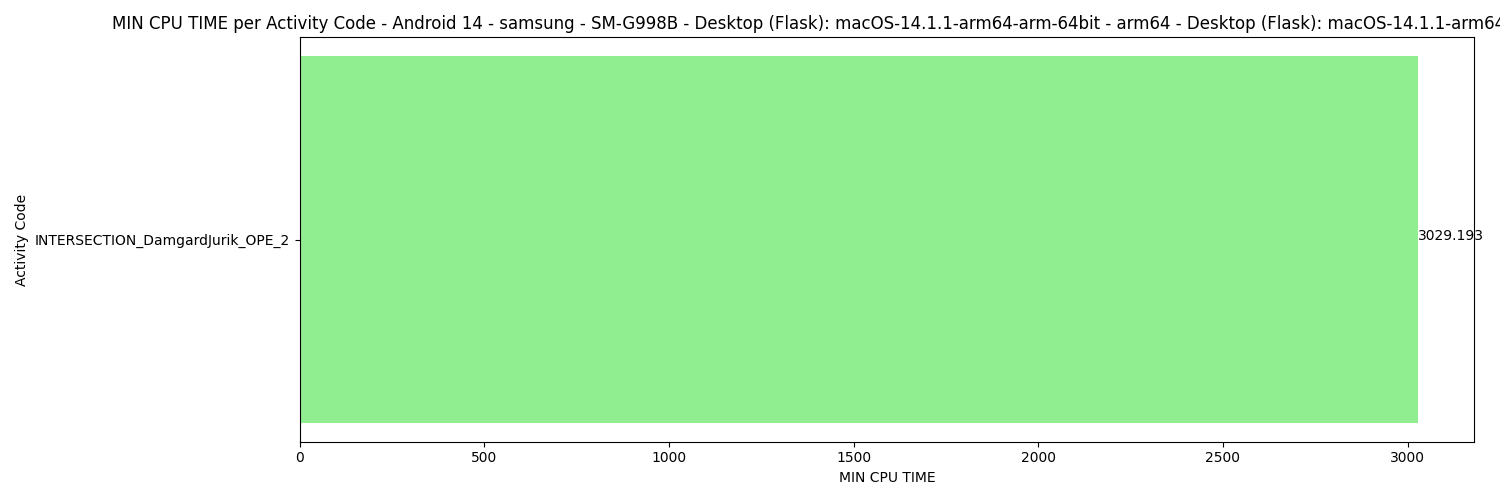 MIN CPU TIME per Activity Code - Android 14 - samsung - SM-G998B - Desktop (Flask): macOS-14.1.1-arm64-arm-64bit - arm64 - Desktop (Flask): macOS-14.1.1-arm64
Activity Code
INTERSECTION_DamgardJurik_OPE_2
3029.193
0 500 1000 1500 2000 2500 3000
MIN CPU TIME